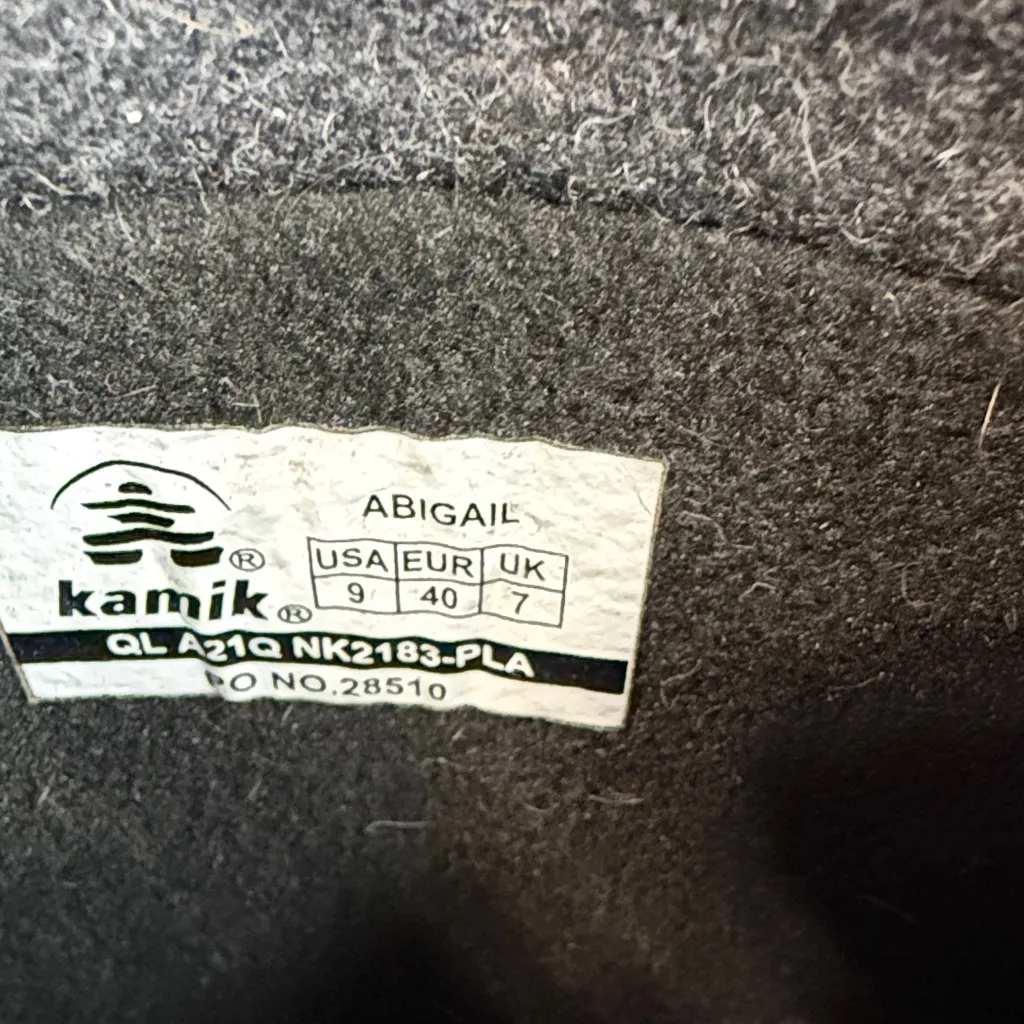 ABIGAIL
USA EUR UK
9 40 7
kamik®
QL A21Q NK2183-PLA
PO NO.28510